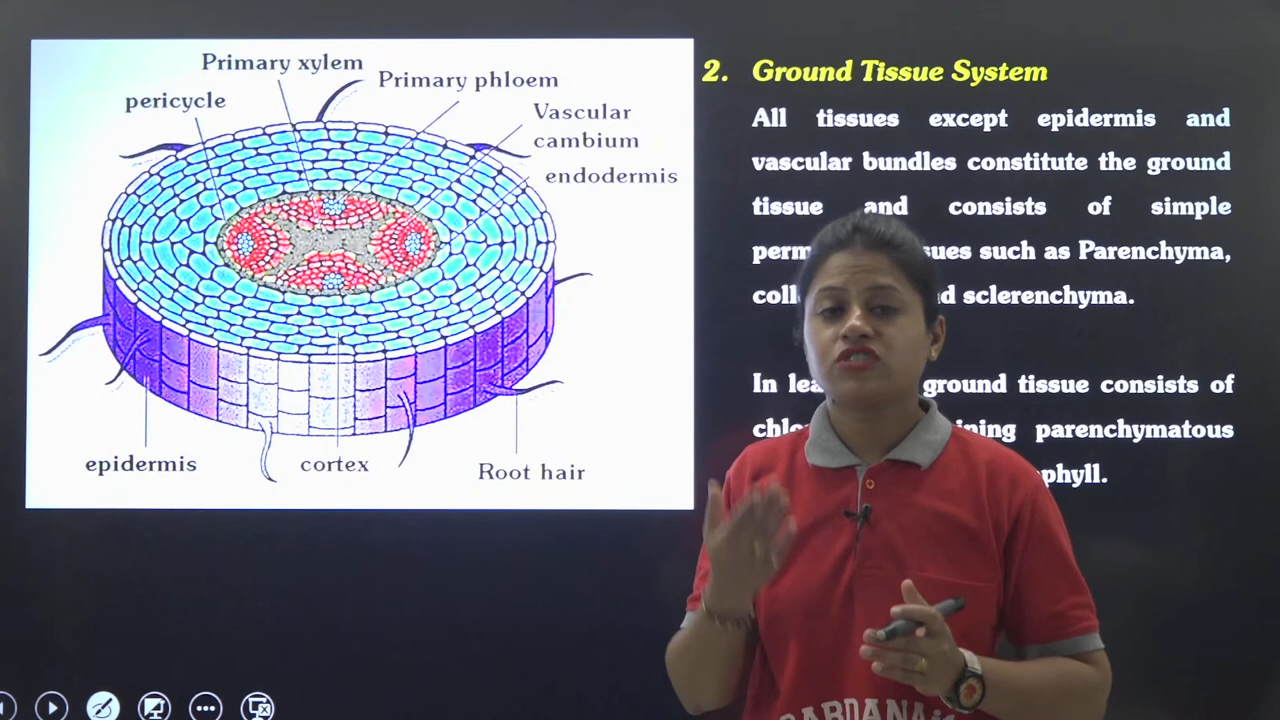 Primary xylem
Primary phloem
pericycle
Vascular
cambium
endodermis
epidermis
cortex
Root hair
2. Ground Tissue System
All tissues except epidermis and
vascular bundles constitute the ground
tissue and consists of simple
such as Parenchyma,
sclerenchyma.
ground tissue consists of
parenchymatous